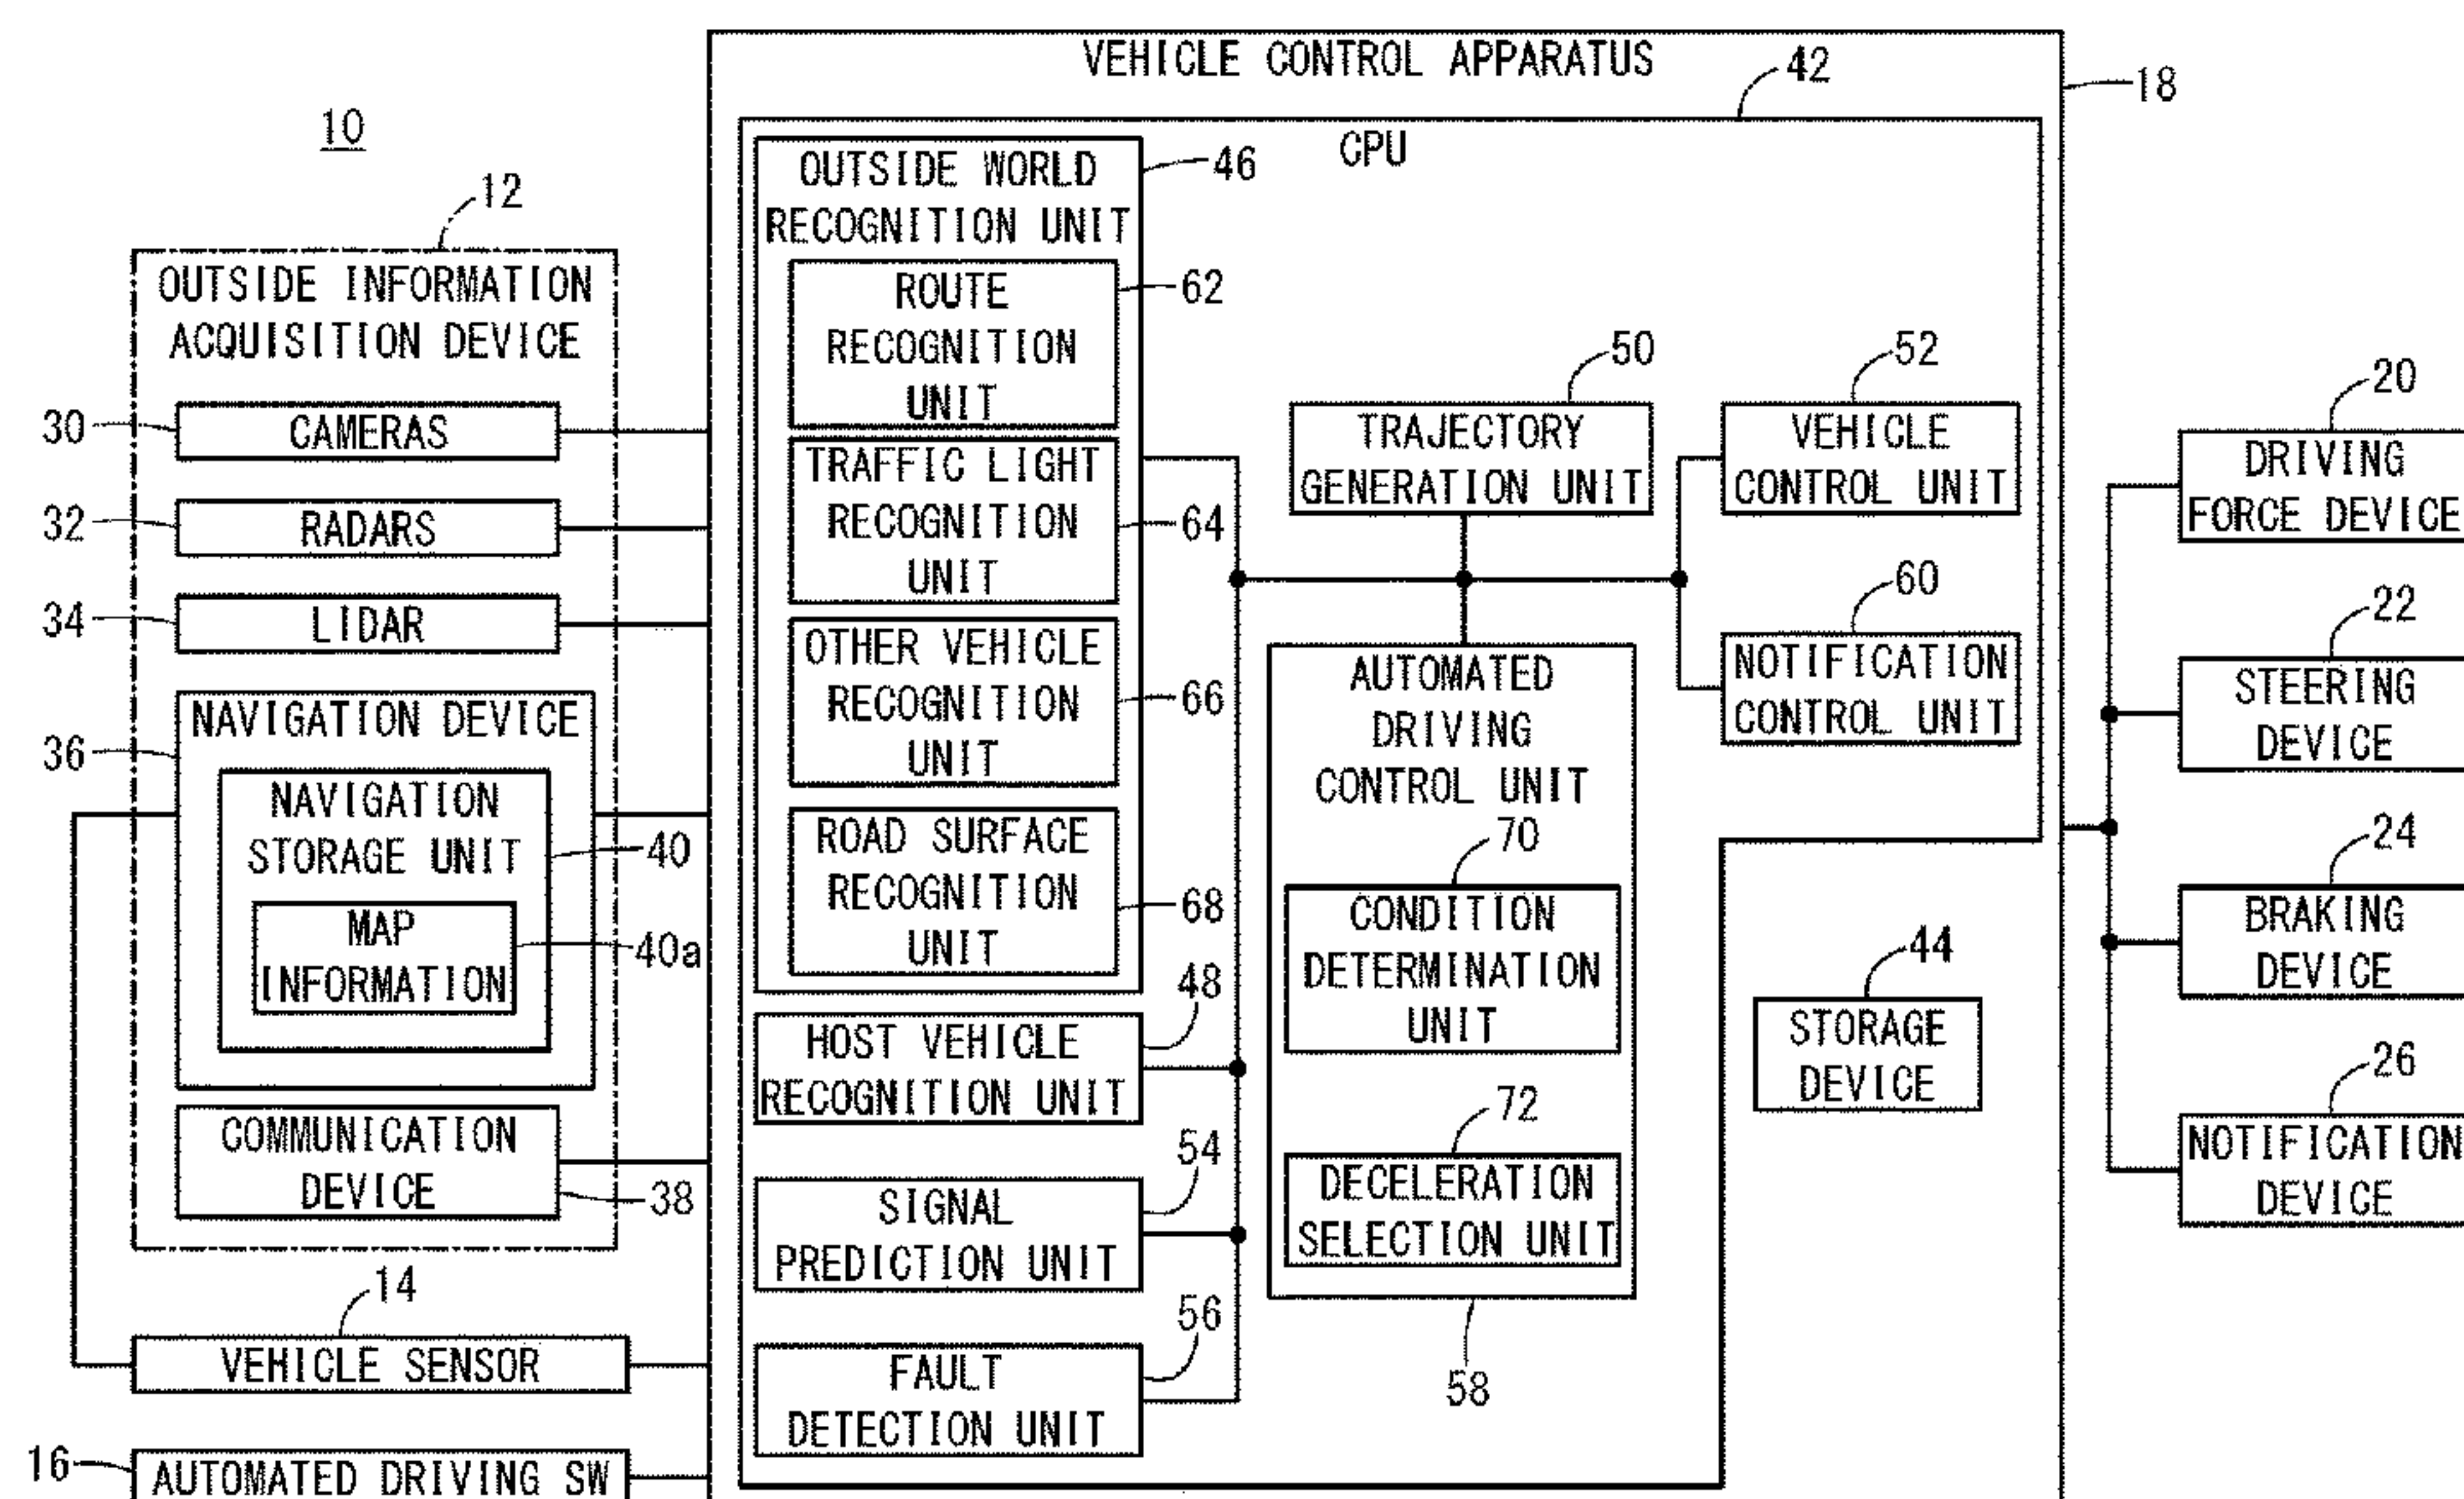 10
12
OUTSIDE INFORMATION
ACQUISITION DEVICE
30
CAMERAS
32
RADARS
34
LIDAR
36
NAVIGATION DEVICE
NAVIGATION
STORAGE UNIT
40
MAP
INFORMATION
40a
COMMUNICATION
DEVICE
38
14
VEHICLE SENSOR
16
AUTOMATED DRIVING SW
VEHICLE CONTROL APPARATUS
18
42
CPU
OUTSIDE WORLD
RECOGNITION UNIT
46
ROUTE
RECOGNITION
UNIT
62
TRAFFIC LIGHT
RECOGNITION
UNIT
64
OTHER VEHICLE
RECOGNITION
UNIT
66
ROAD SURFACE
RECOGNITION
UNIT
68
HOST VEHICLE
RECOGNITION UNIT
48
SIGNAL
PREDICTION UNIT
54
FAULT
DETECTION UNIT
56
50
TRAJECTORY
GENERATION UNIT
52
VEHICLE
CONTROL UNIT
60
NOTIFICATION
CONTROL UNIT
AUTOMATED
DRIVING
CONTROL UNIT
70
CONDITION
DETERMINATION
UNIT
72
DECELERATION
SELECTION UNIT
58
44
STORAGE
DEVICE
20
DRIVING
FORCE DEVICE
22
STEERING
DEVICE
24
BRAKING
DEVICE
26
NOTIFICATION
DEVICE